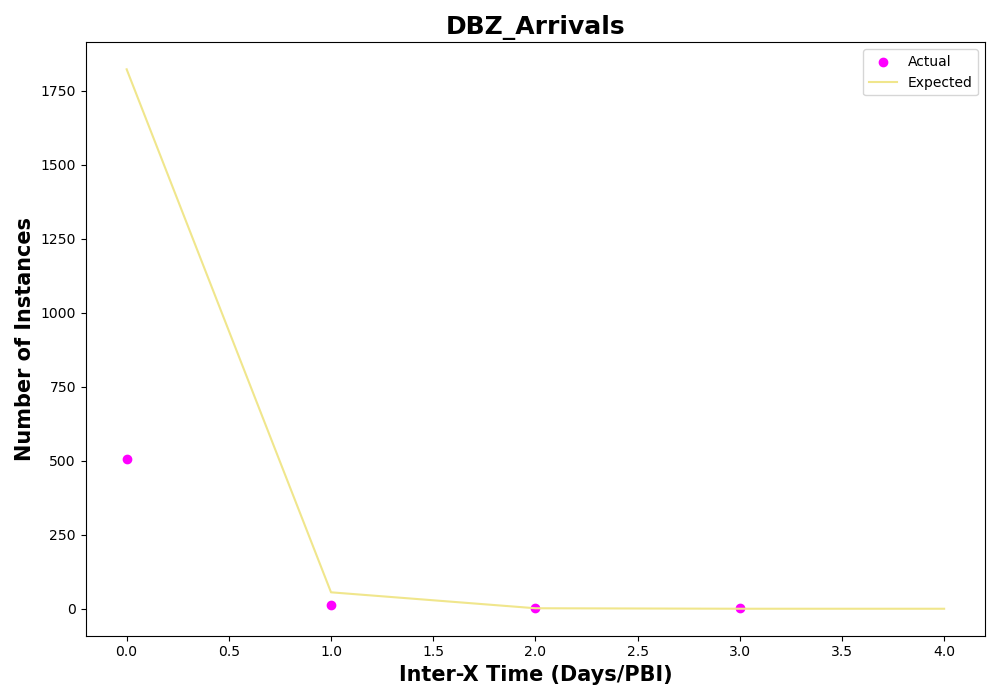 DBZ_Arrivals
Actual
Expected
Number of Instances
1750
1500
1250
1000
750
500
250
0
0.0 0.5 1.0 1.5 2.0 2.5 3.0 3.5 4.0
Inter-X Time (Days/PBI)